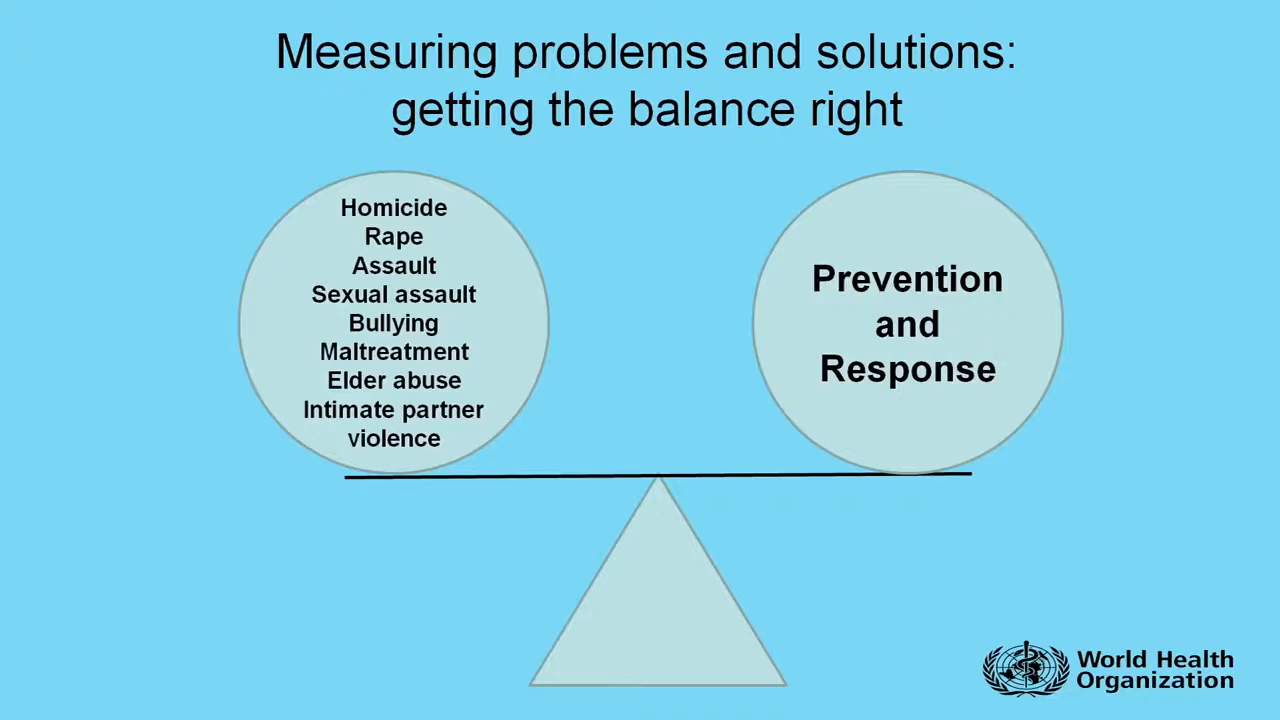 Measuring problems and solutions:
getting the balance right
Homicide
Rape
Assault
Sexual assault
Bullying
Maltreatment
Elder abuse
Intimate partner
violence
Prevention
and
Response
World Health
Organization